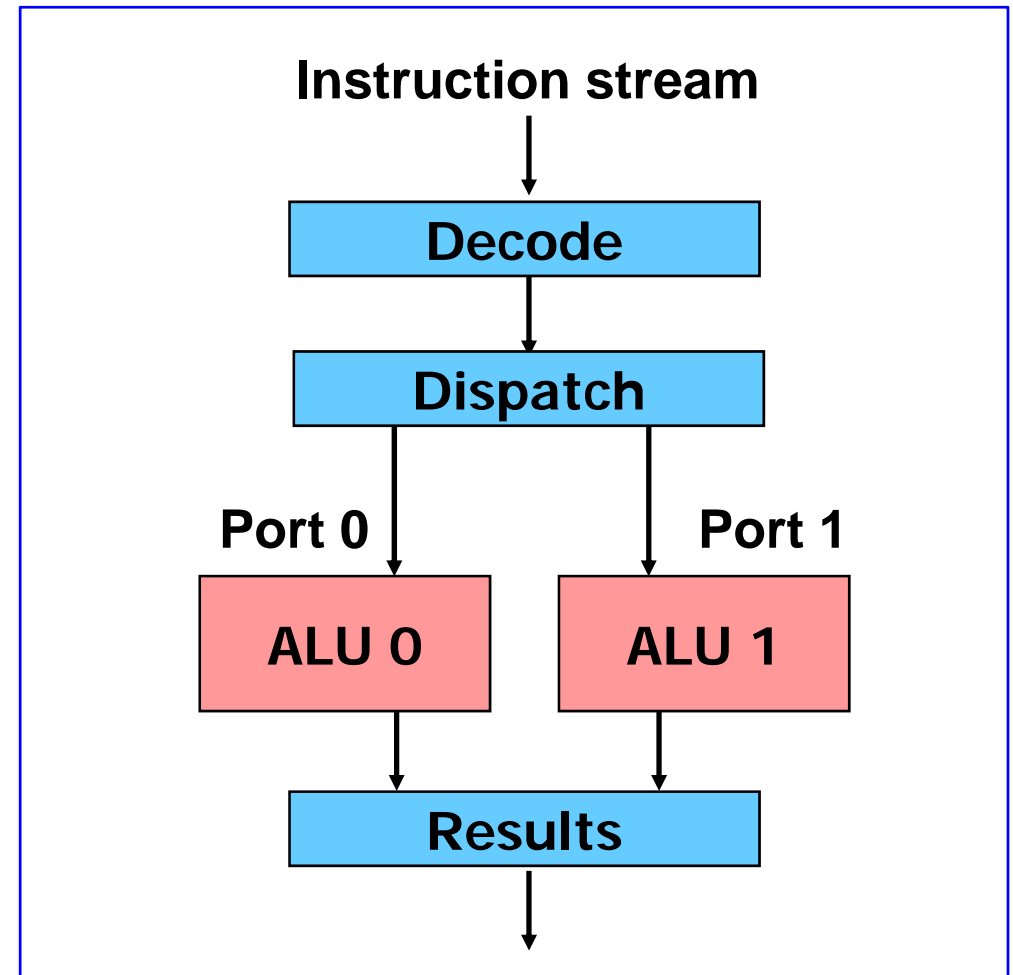 Instruction stream
Decode
Dispatch
Port 0 Port 1
ALU 0 ALU 1
Results